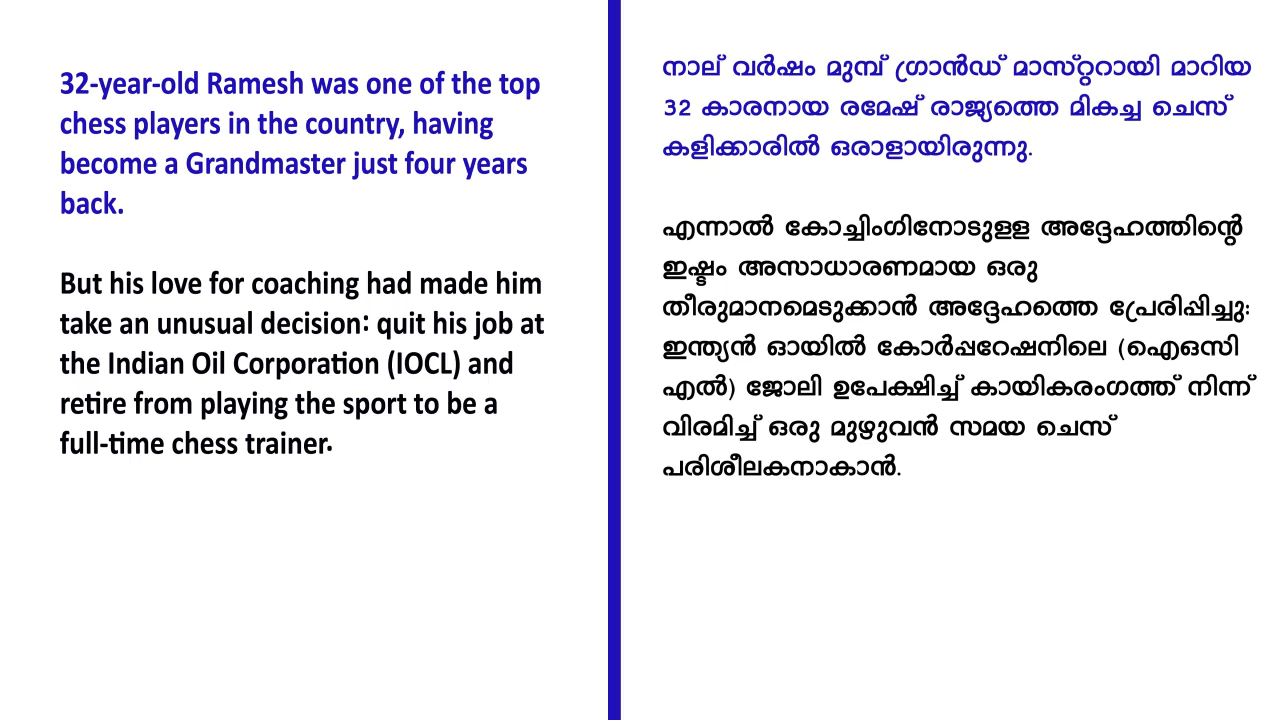 32-year-old Ramesh was one of the top
chess players in the country, having
become a Grandmaster just four years
back.
But his love for coaching had made him
take an unusual decision: quit his job at
the Indian Oil Corporation (IOCL) and
retire from playing the sport to be a
full-time chess trainer.
നാല് വർഷം മുമ്പ് ഗ്രാൻഡ് മാസ്റ്ററായി മാറിയ
32 കാരനായ രമേഷ് രാജ്യത്തെ മികച്ച ചെസ്
കളിക്കാരിൽ ഒരാളായിരുന്നു.
എന്നാൽ കോച്ചിംഗിനോടുളള അദ്ദേഹത്തിന്റെ
ഇഷ്ടം അസാധാരണമായ ഒരു
തീരുമാനമെടുക്കാൻ അദ്ദേഹത്തെ പ്രേരിപ്പിച്ചു:
ഇന്ത്യൻ ഓയിൽ കോർപ്പറേഷനിലെ (ഐഒസി
എൽ) ജോലി ഉപേക്ഷിച്ച് കായികരംഗത്ത് നിന്ന്
വിരമിച്ച് ഒരു മുഴുവൻ സമയ ചെസ്
പരിശീലകനാകാൻ.